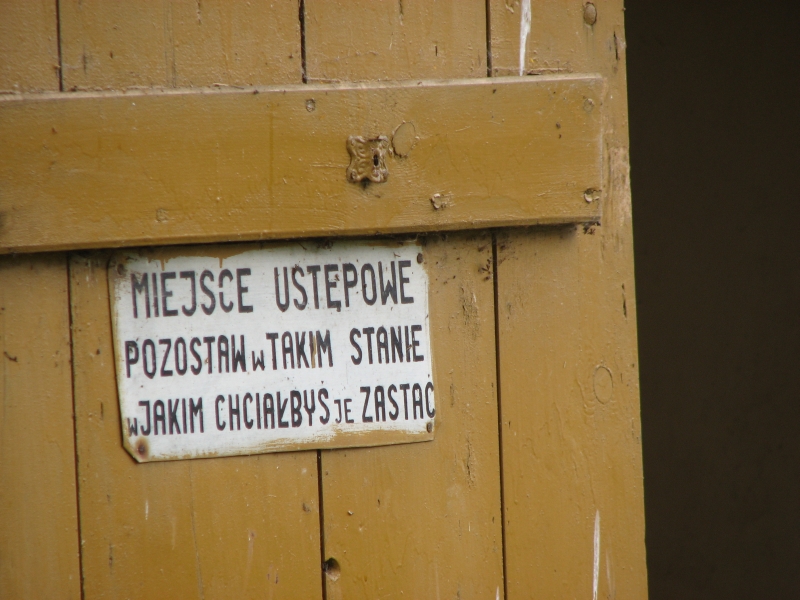 MIEJSCE USTĘPOWE
POZOSTAW W TAKIM STANIE
W JAKIM CHCIAŁBYS JE ZASTAC